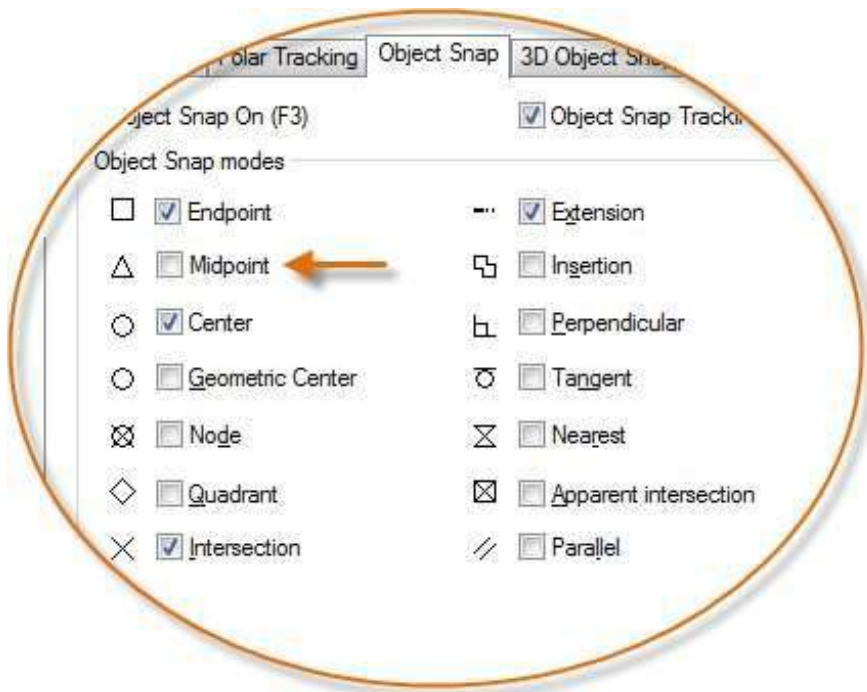 Polar Tracking Object Snap 3D Object Snap
Object Snap On (F3) Object Snap Tracki
Object Snap modes
Endpoint Extension
Midpoint Insertion
Center Perpendicular
Geometric Center Tangent
Node Nearest
Quadrant Apparent intersection
Intersection Parallel